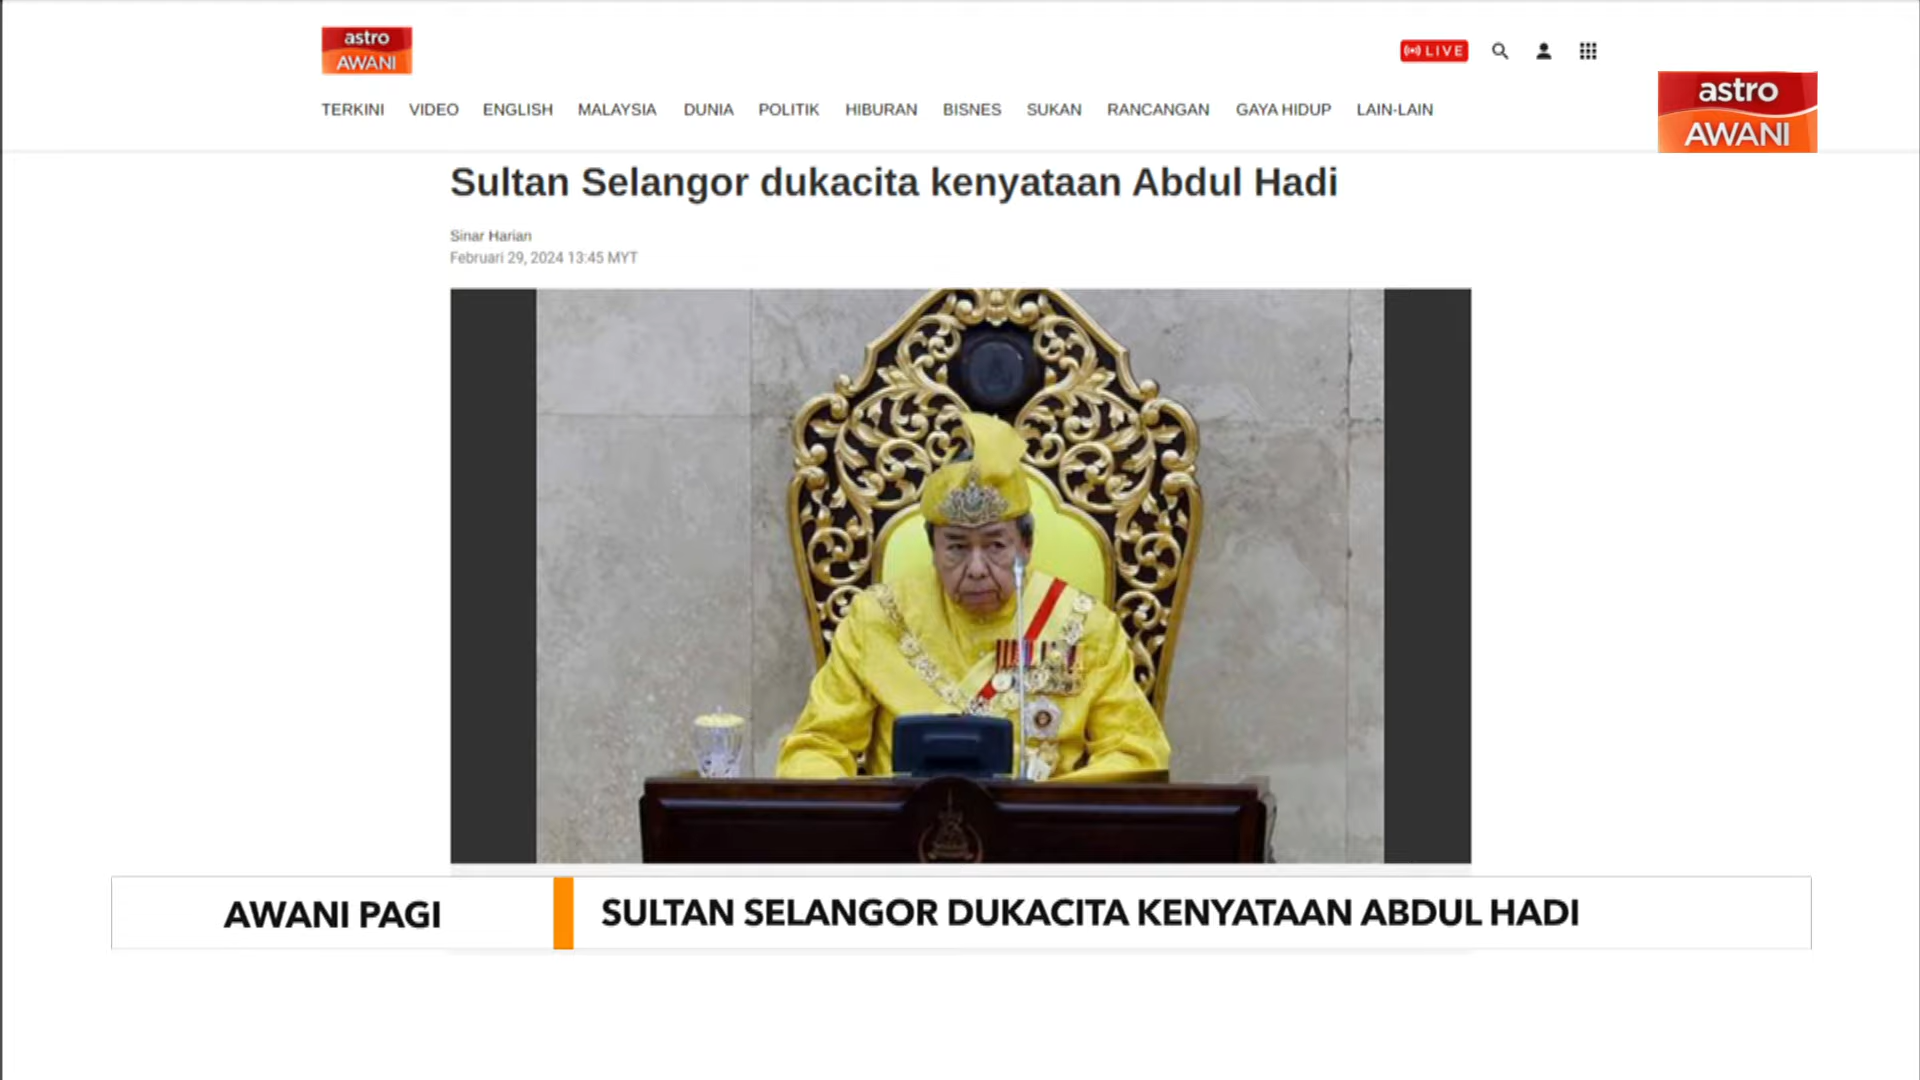 astro
AWANI
LIVE
astro
AWANI
TERKINI VIDEO ENGLISH MALAYSIA DUNIA POLITIK HIBURAN BISNES SUKAN RANCANGAN GAYA HIDUP LAIN-LAIN
Sultan Selangor dukacita kenyataan Abdul Hadi
Sinar Harian
Februari 29, 2024 13:45 MYT
AWANI PAGI
SULTAN SELANGOR DUKACITA KENYATAAN ABDUL HADI